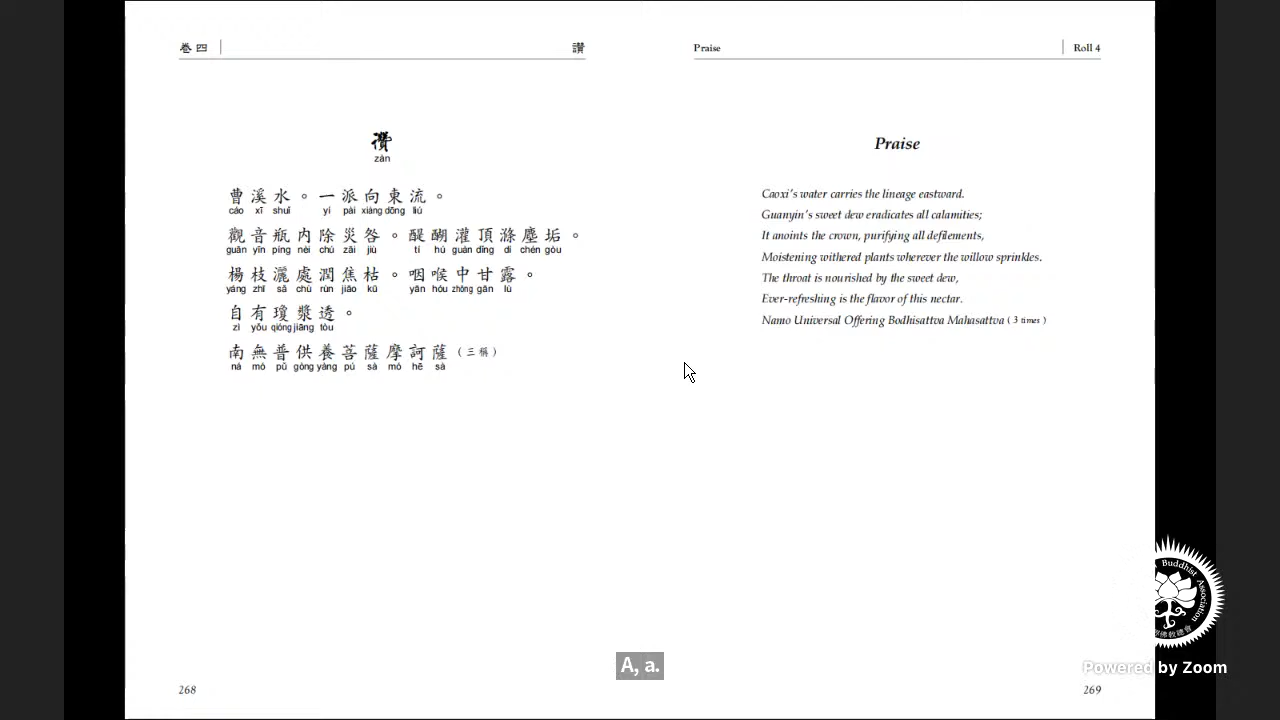 卷四
讚
讚
zàn
曹溪水。一派向東流。
cáo xī shuǐ yí pài xiàng dōng liú
觀音瓶內除災咎。醍醐灌頂滌塵垢。
guān yīn píng nèi chú zāi jiù tí hú guàn dǐng dí chén gòu
楊枝灑處潤焦枯。咽喉中甘露。
yáng zhī sǎ chù rùn jiāo kū yān hóu zhōng gān lù
自有瓊漿透。
zì yǒu qióng jiāng tòu
南無普供養菩薩摩訶薩（三稱）
ná mó pǔ gòng yǎng pú sà mó hē sà
268
Praise
Roll 4
Praise
Caoxi's water carries the lineage eastward.
Guanyin's sweet dew eradicates all calamities;
It anoints the crown, purifying all defilements,
Moistening withered plants wherever the willow sprinkles.
The throat is nourished by the sweet dew,
Ever-refreshing is the flavor of this nectar.
Namo Universal Offering Bodhisattva Mahasattva ( 3 times )
269
A, a.
Buddhist Association
佛教總會
Powered by Zoom